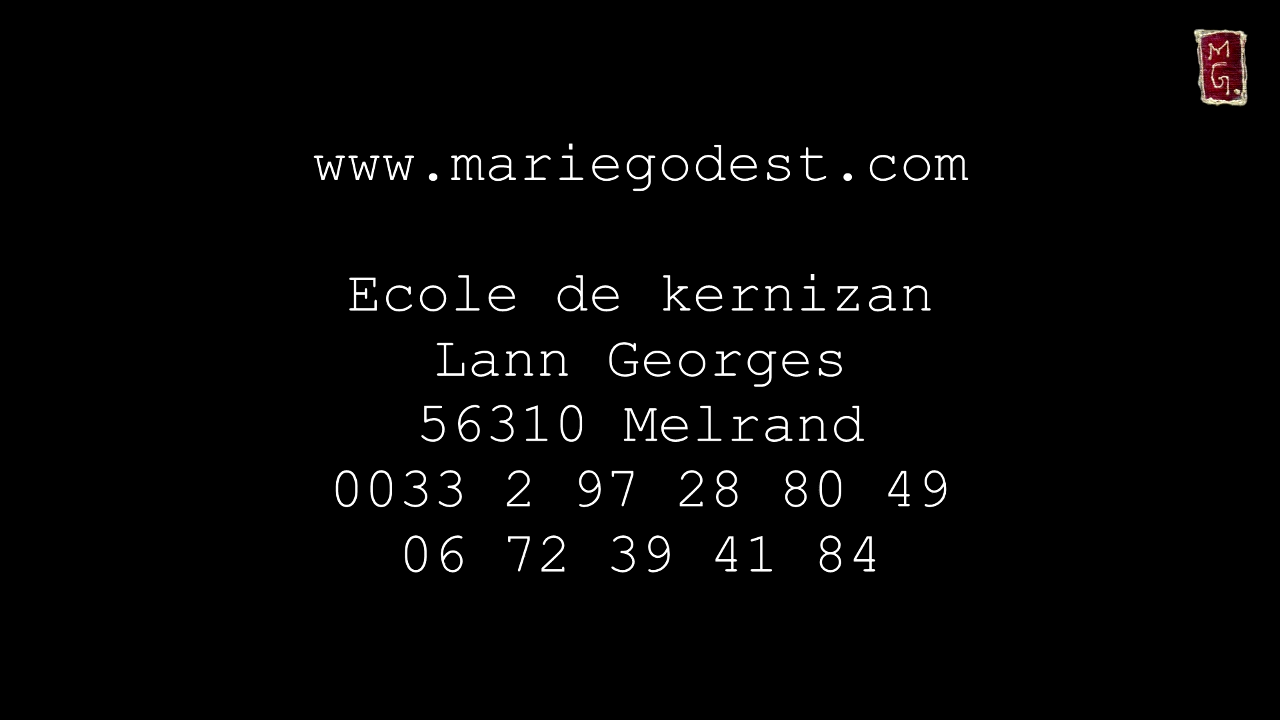 M
G.
www.mariegodest.com
Ecole de kernizan
Lann Georges
56310 Melrand
0033 2 97 28 80 49
06 72 39 41 84